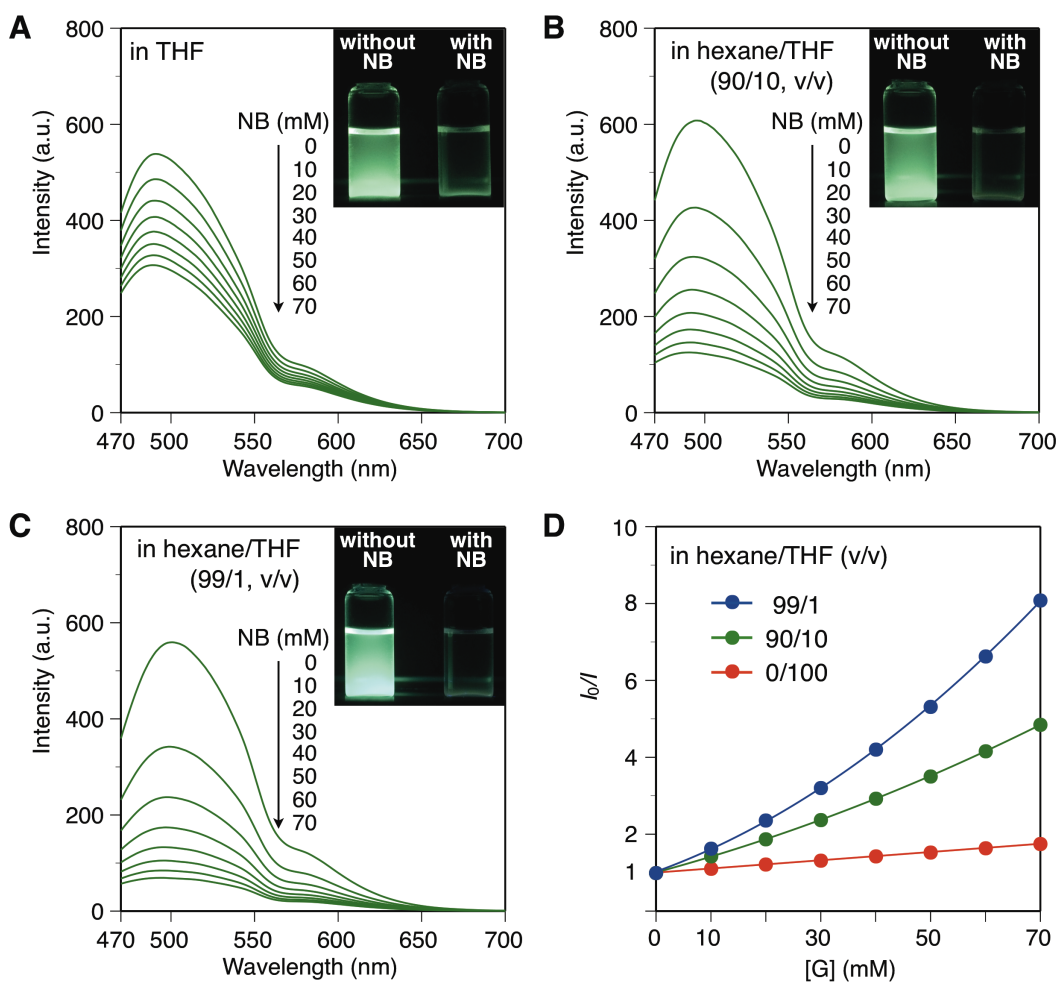 A
800
600
400
200
0
Intensity (a.u.)
in THF
without
NB
with
NB
NB (mM)
0
10
20
30
40
50
60
70
470 500 550 600 650 700
Wavelength (nm)
B
800
600
400
200
0
Intensity (a.u.)
in hexane/THF
(90/10, v/v)
without
NB
with
NB
NB (mM)
0
10
20
30
40
50
60
70
470 500 550 600 650 700
Wavelength (nm)
C
800
600
400
200
0
Intensity (a.u.)
in hexane/THF
(99/1, v/v)
without
NB
with
NB
NB (mM)
0
10
20
30
40
50
60
70
470 500 550 600 650 700
Wavelength (nm)
D
10
8
6
4
2
1
I₀/I
in hexane/THF (v/v)
99/1
90/10
0/100
0 10 30 50 70
[G] (mM)